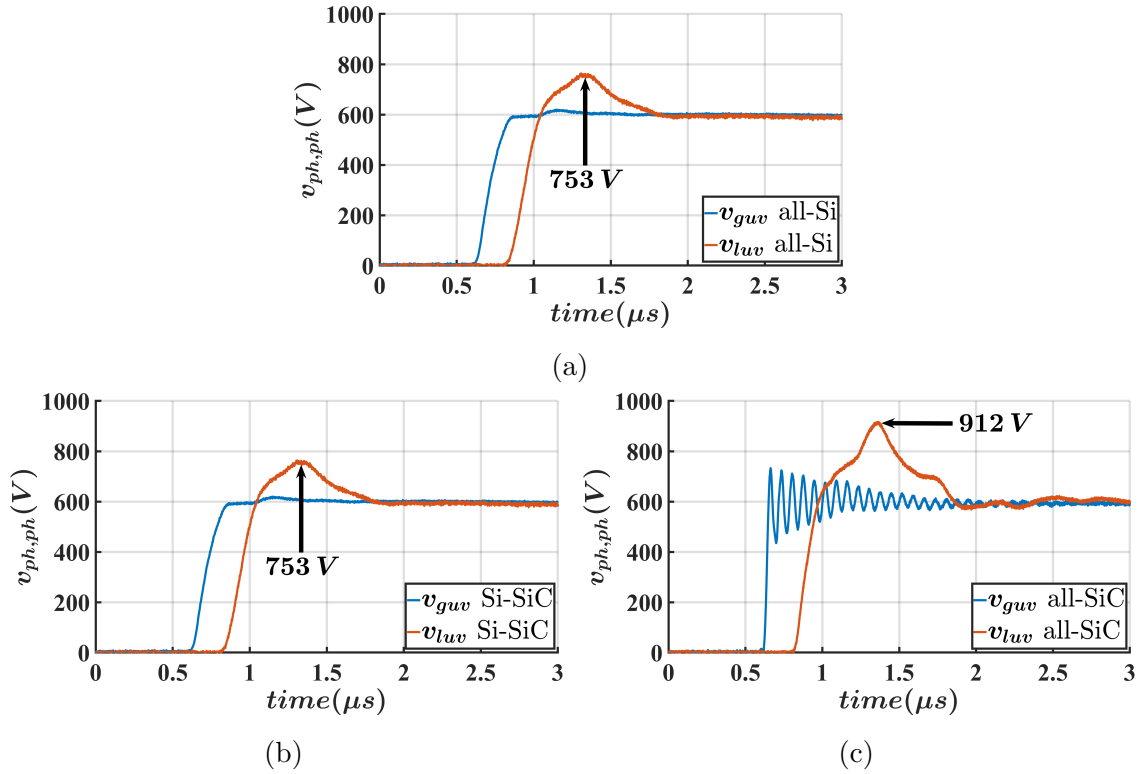 1000
800
600
400
200
0
v_{ph,ph}(V)
753 V
v_{guv} all-Si
v_{luv} all-Si
0 0.5 1 1.5 2 2.5 3
time(μs)
(a)
1000
800
600
400
200
0
v_{ph,ph}(V)
753 V
v_{guv} Si-SiC
v_{luv} Si-SiC
0 0.5 1 1.5 2 2.5 3
time(μs)
(b)
1000
800
600
400
200
0
v_{ph,ph}(V)
912 V
v_{guv} all-SiC
v_{luv} all-SiC
0 0.5 1 1.5 2 2.5 3
time(μs)
(c)